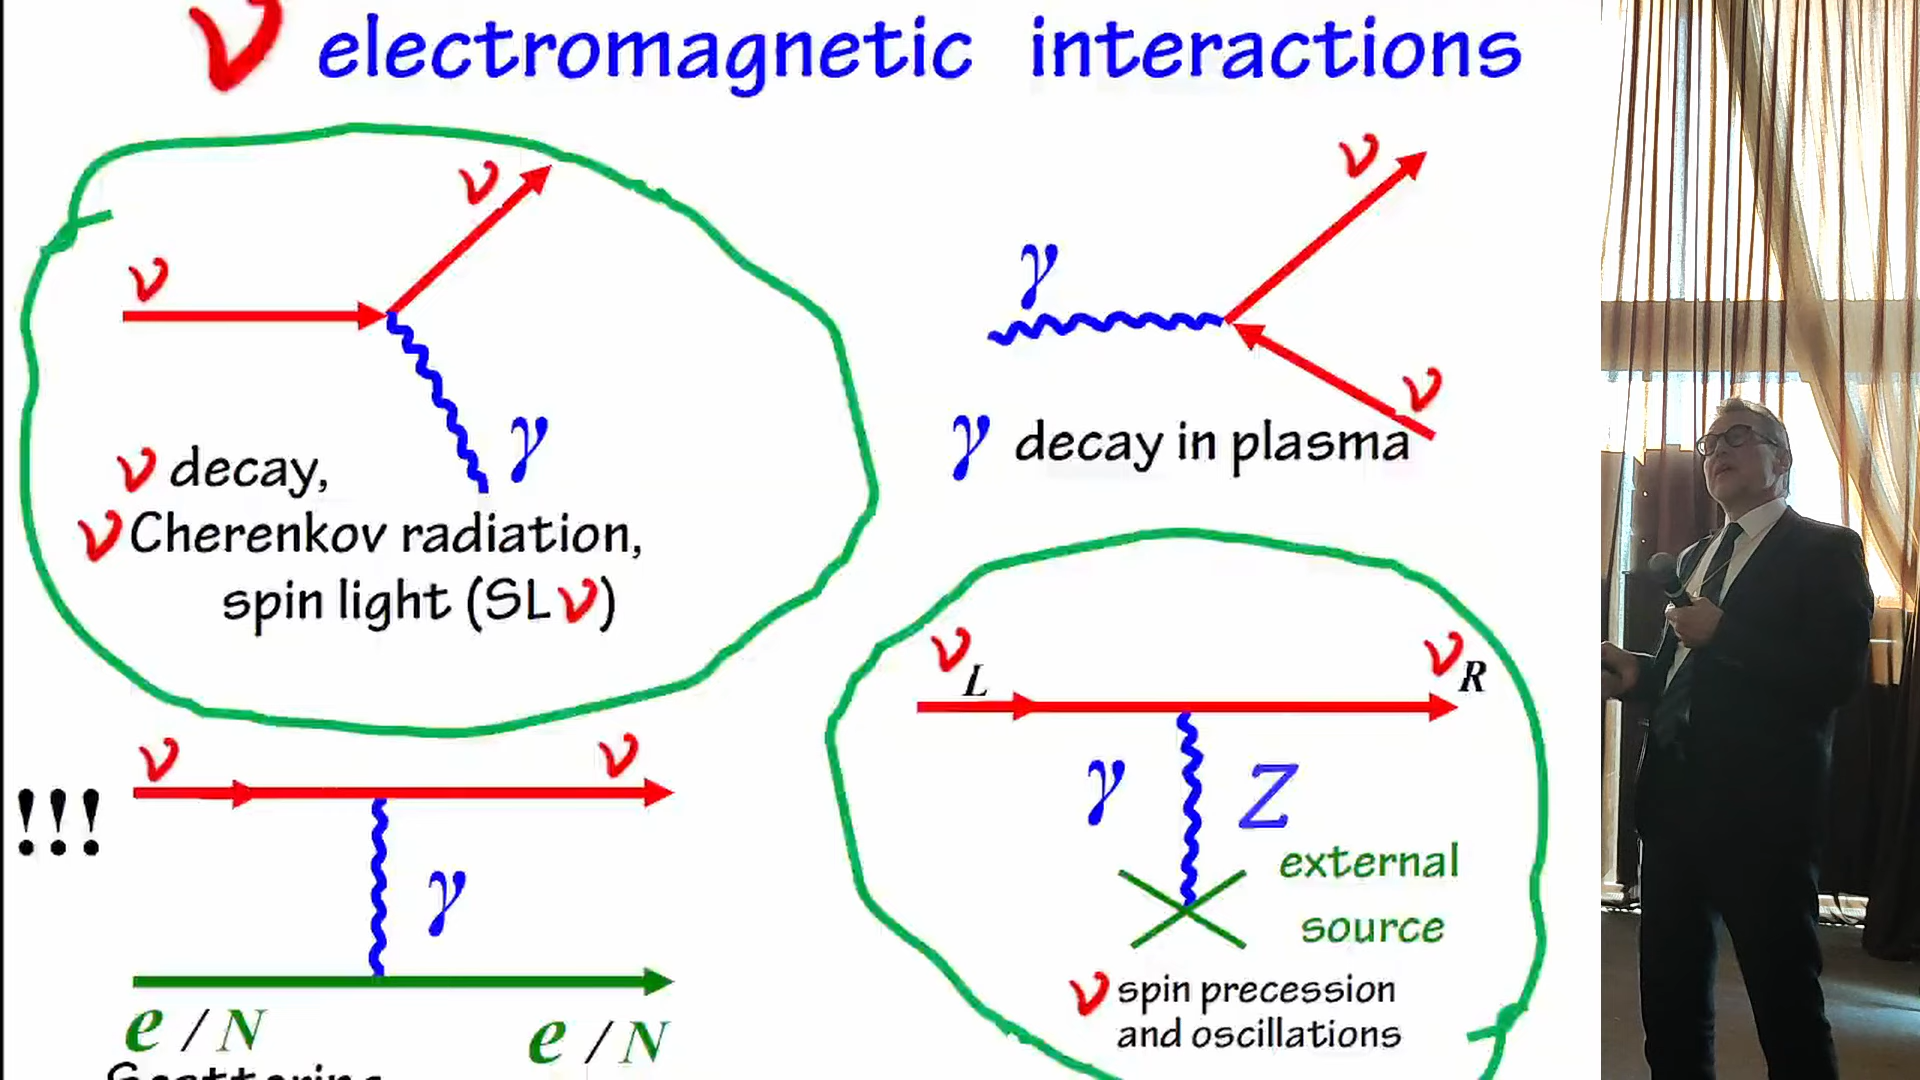 ν electromagnetic interactions
ν
ν
γ
ν decay,
ν Cherenkov radiation,
spin light (SLν)
γ
ν
ν
γ decay in plasma
!!!
ν ν
γ
e / N e / N
Scattering
ν_L ν_R
γ Z
external
source
ν spin precession
and oscillations